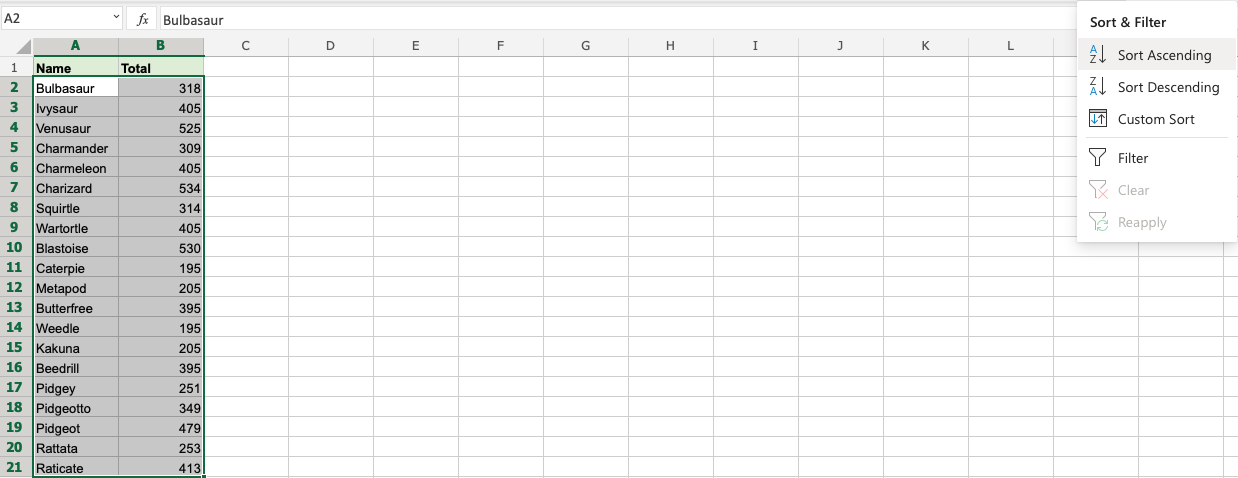 A2 fx Bulbasaur
A B C D E F G H I J K L
1 Name Total
2 Bulbasaur 318
3 Ivysaur 405
4 Venusaur 525
5 Charmander 309
6 Charmeleon 405
7 Charizard 534
8 Squirtle 314
9 Wartortle 405
10 Blastoise 530
11 Caterpie 195
12 Metapod 205
13 Butterfree 395
14 Weedle 195
15 Kakuna 205
16 Beedrill 395
17 Pidgey 251
18 Pidgeotto 349
19 Pidgeot 479
20 Rattata 253
21 Raticate 413
Sort & Filter
Sort Ascending
Sort Descending
Custom Sort
Filter
Clear
Reapply